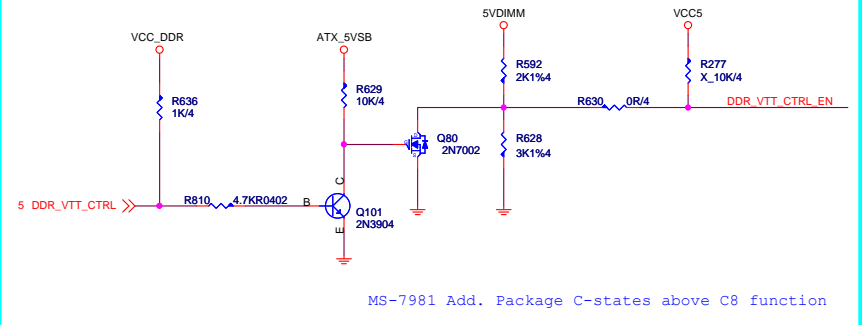 5VDIMM
VCC5
VCC_DDR
ATX_5VSB
R592
2K1%4
R277
X_10K/4
R636
1K/4
R629
10K/4
R630 0R/4
DDR_VTT_CTRL_EN
Q80
2N7002
R628
3K1%4
C
5 DDR_VTT_CTRL
R810 4.7KR0402
B
Q101
2N3904
E
MS-7981 Add. Package C-states above C8 function